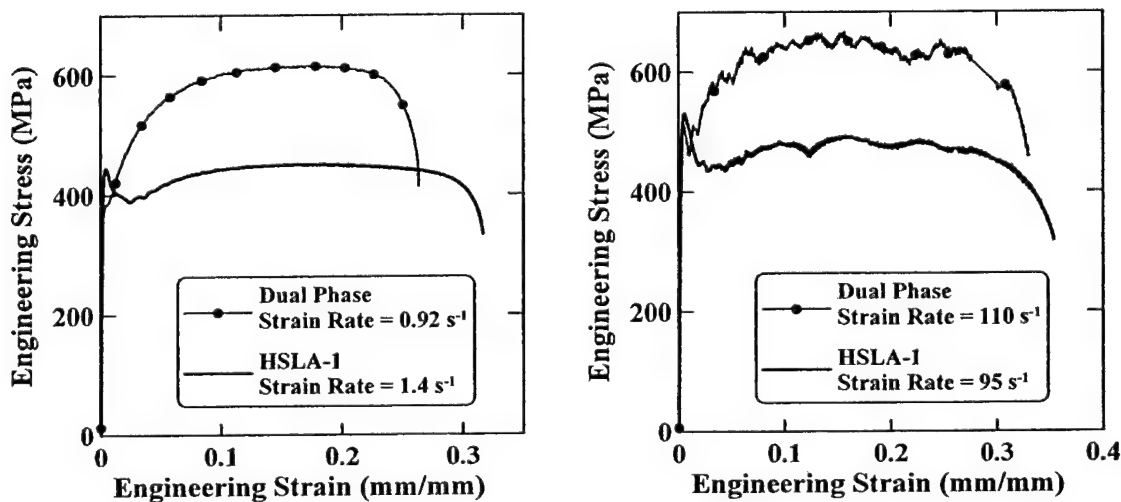 Engineering Stress (MPa)
600
400
200
0
Dual Phase
Strain Rate = 0.92 s⁻¹
HSLA-1
Strain Rate = 1.4 s⁻¹
0
0.1
0.2
0.3
Engineering Strain (mm/mm)
Engineering Stress (MPa)
600
400
200
0
Dual Phase
Strain Rate = 110 s⁻¹
HSLA-1
Strain Rate = 95 s⁻¹
0
0.1
0.2
0.3
0.4
Engineering Strain (mm/mm)